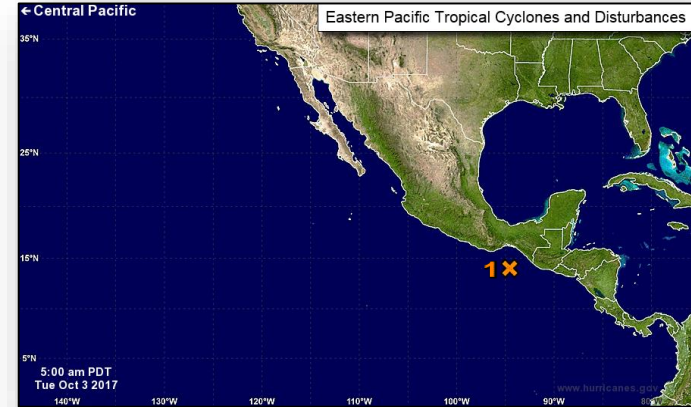 ←Central Pacific
Eastern Pacific Tropical Cyclones and Disturbances
35°N
25°N
15°N
1
5°N
5:00 am PDT
Tue Oct 3 2017
www.hurricanes.gov
140°W 130°W 120°W 110°W 100°W 90°W